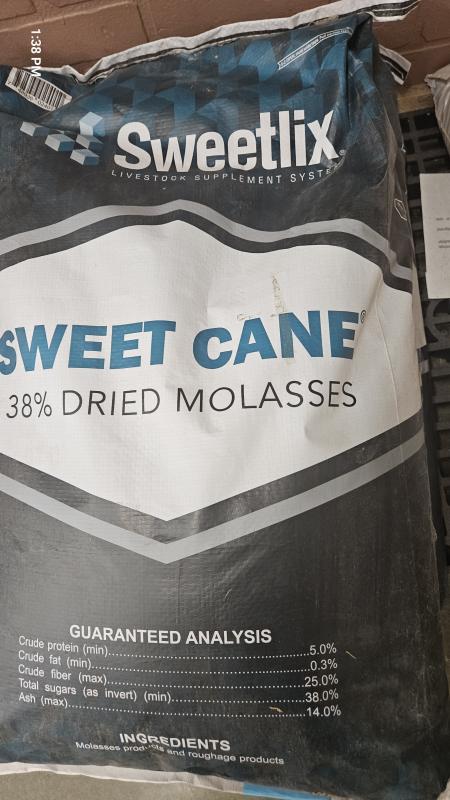 1:38 PM
Sweetlix®
LIVESTOCK SUPPLEMENT SYSTE
SWEET CANE®
38% DRIED MOLASSES
GUARANTEED ANALYSIS
Crude protein (min)..........5.0%
Crude fat (min)..........0.3%
Crude fiber (max)..........25.0%
Total sugars (as invert) (min)..........38.0%
Ash (max)..........14.0%
INGREDIENTS
Molasses products and roughage products